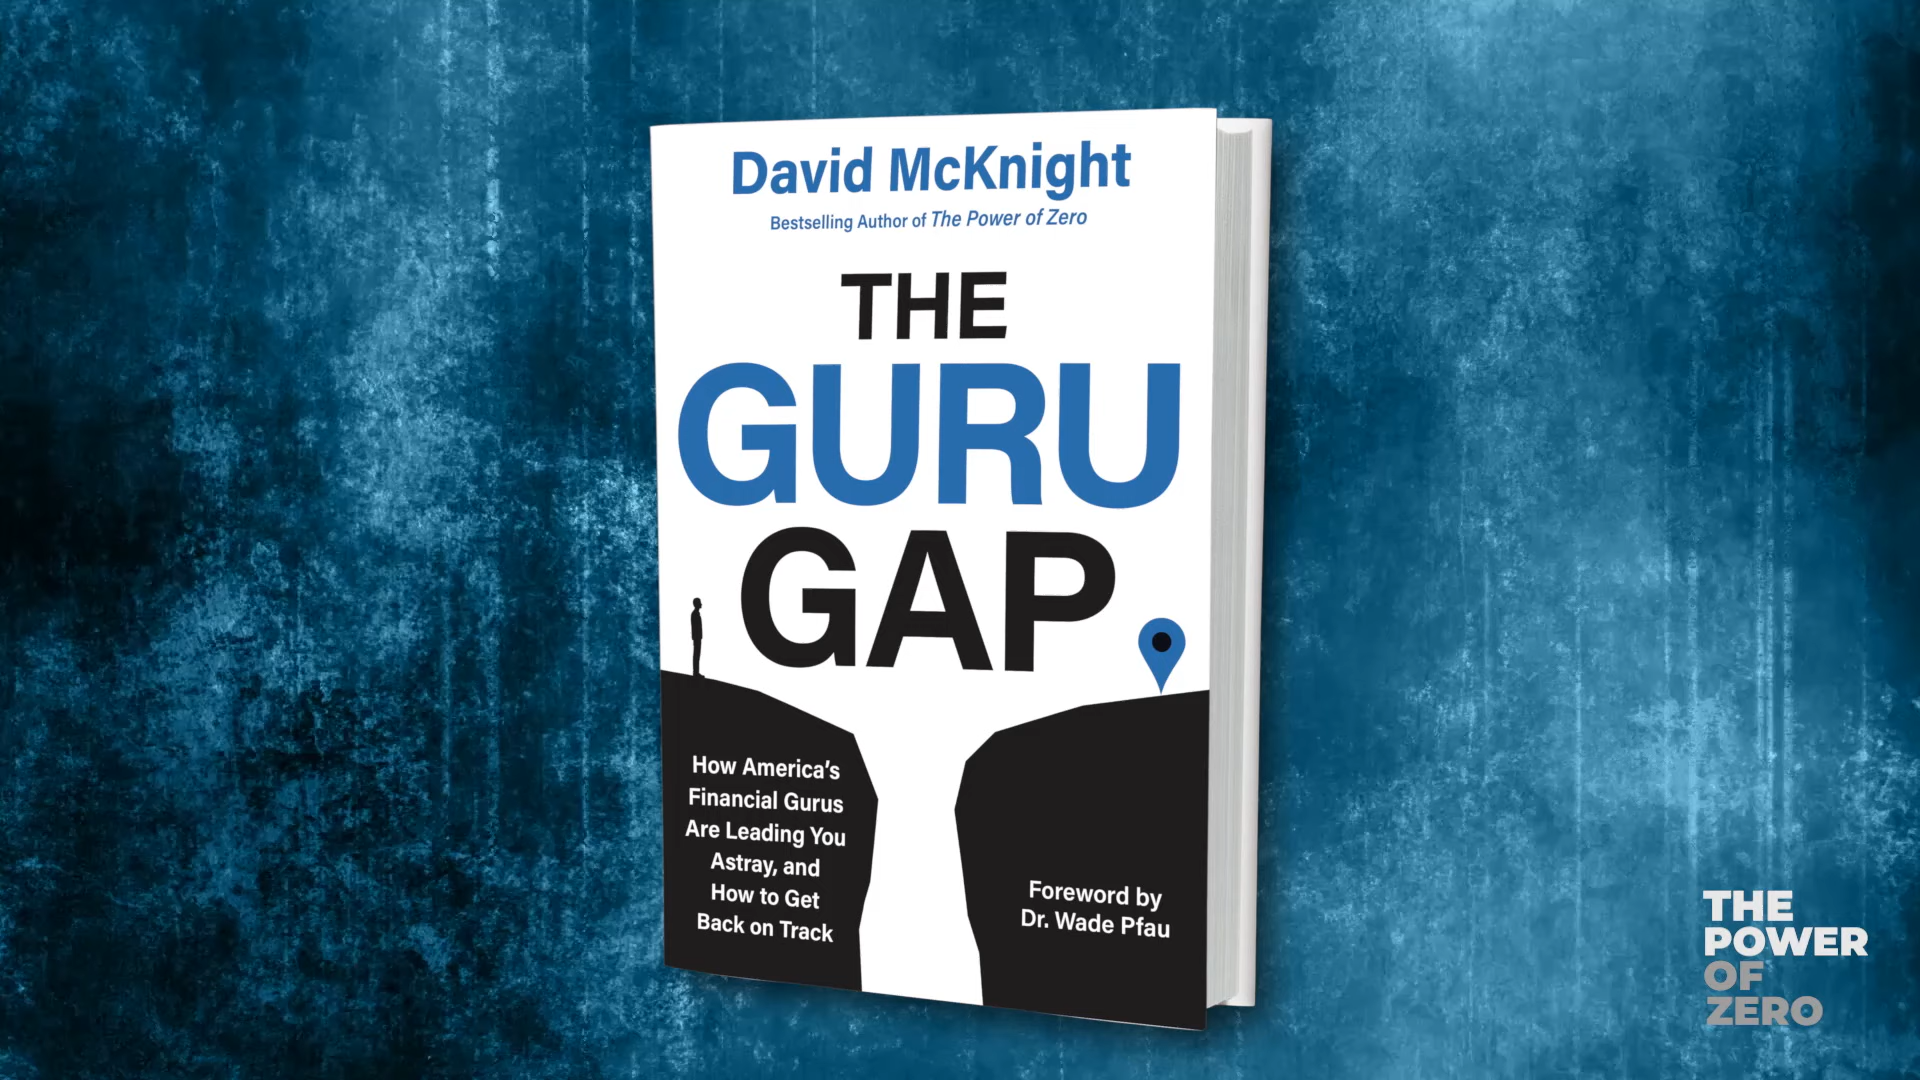 David McKnight
Bestselling Author of The Power of Zero
THE
GURU
GAP
How America's
Financial Gurus
Are Leading You
Astray, and
How to Get
Back on Track
Foreword by
Dr. Wade Pfau
THE
POWER
OF
ZERO